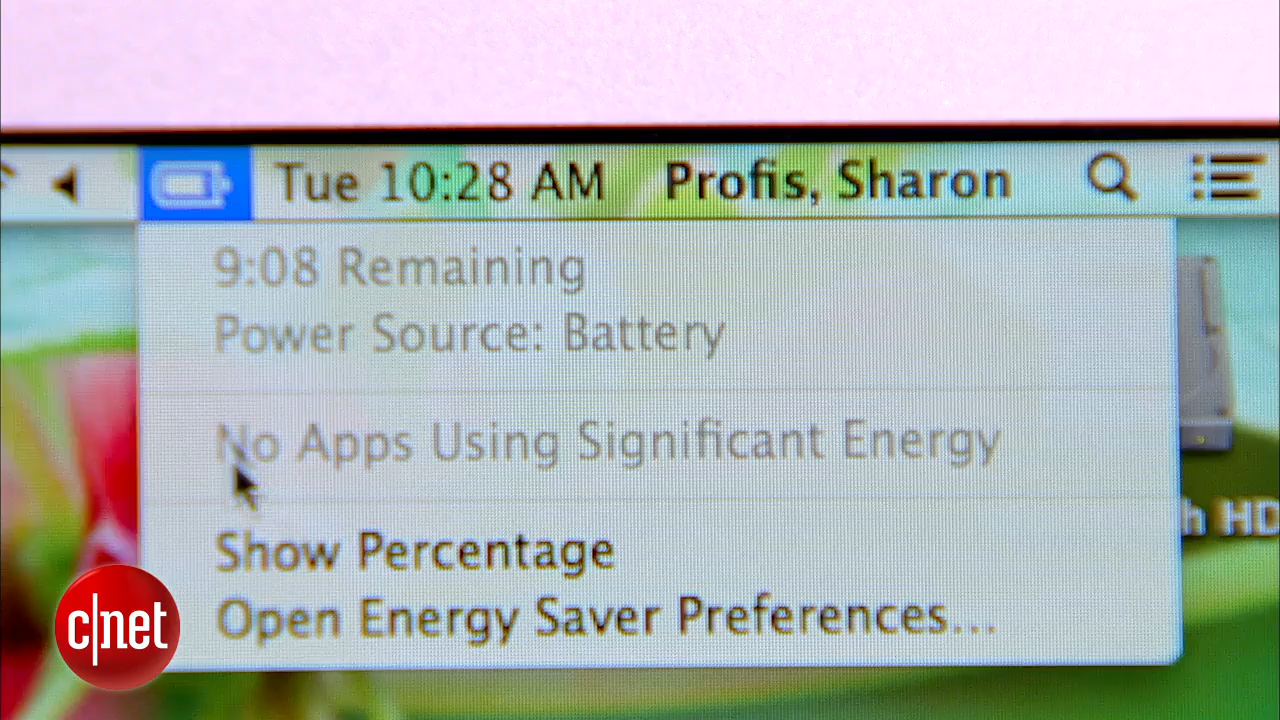 Tue 10:28 AM Profis, Sharon
9:08 Remaining
Power Source: Battery
No Apps Using Significant Energy
h HD
Show Percentage
Open Energy Saver Preferences...
c|net